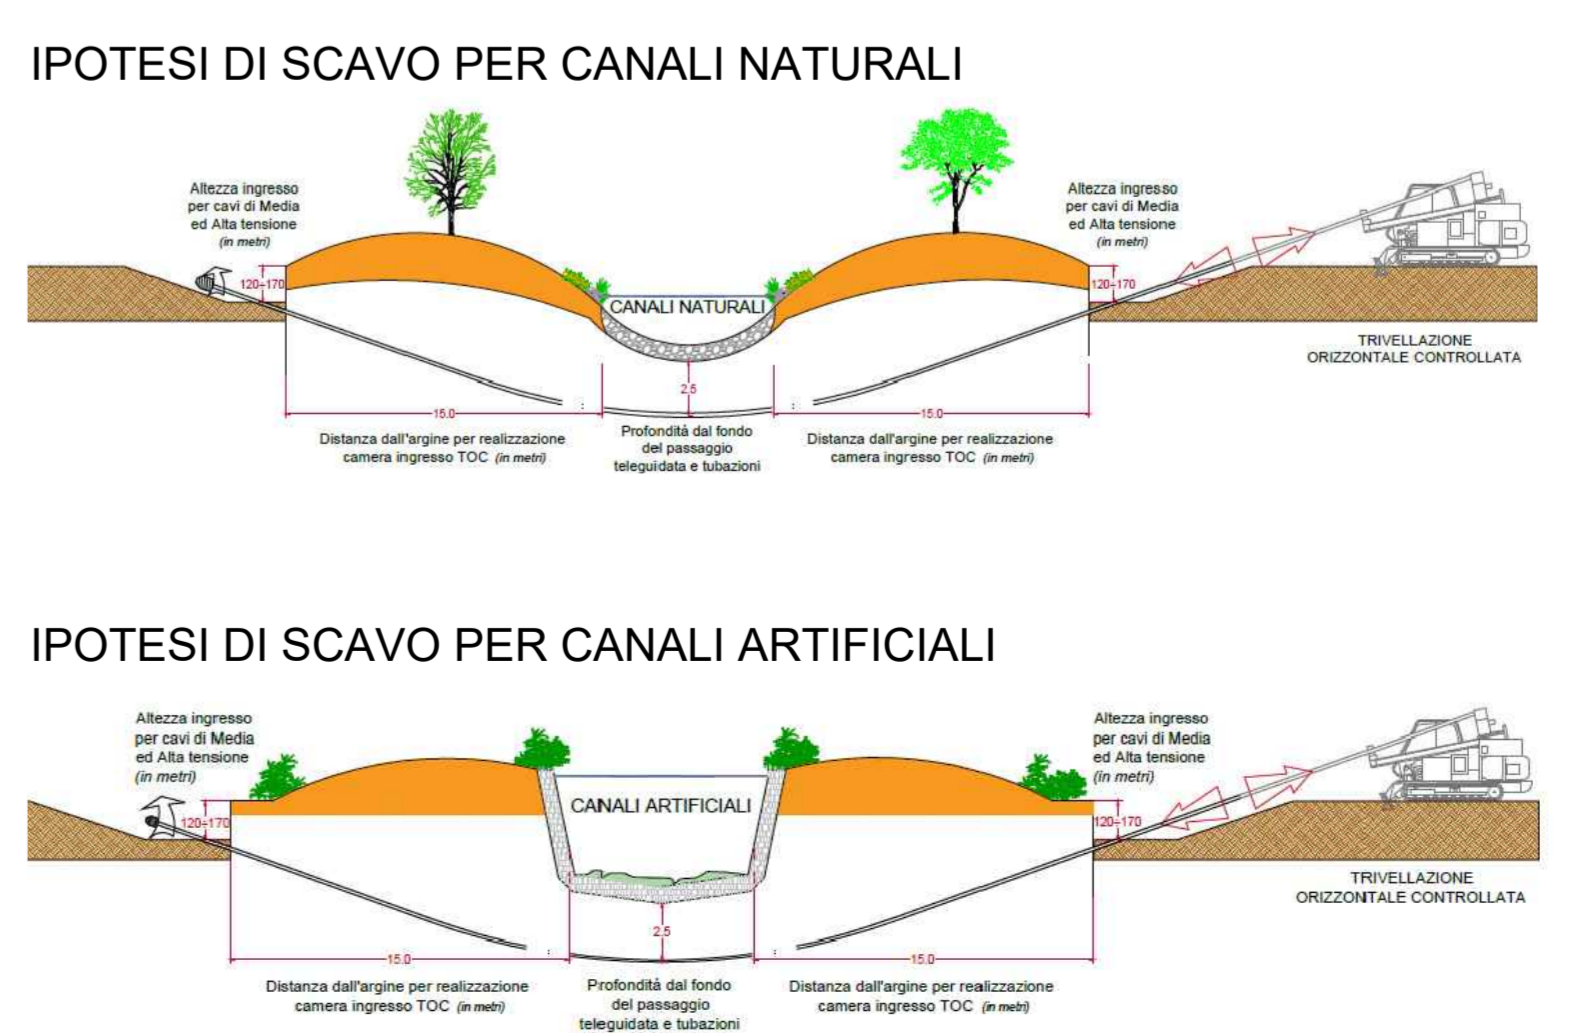 IPOTESI DI SCAVO PER CANALI NATURALI
Altezza ingresso
per cavi di Media
ed Alta tensione
(in metri)
120÷170
CANALI NATURALI
Altezza ingresso
per cavi di Media
ed Alta tensione
(in metri)
120÷170
TRIVELLAZIONE
ORIZZONTALE CONTROLLATA
15.0
2.5
15.0
Distanza dall'argine per realizzazione
camera ingresso TOC (in metri)
Profondità dal fondo
del passaggio
teleguidata e tubazioni
Distanza dall'argine per realizzazione
camera ingresso TOC (in metri)
IPOTESI DI SCAVO PER CANALI ARTIFICIALI
Altezza ingresso
per cavi di Media
ed Alta tensione
(in metri)
120÷170
CANALI ARTIFICIALI
Altezza ingresso
per cavi di Media
ed Alta tensione
(in metri)
120÷170
TRIVELLAZIONE
ORIZZONTALE CONTROLLATA
15.0
2.5
15.0
Distanza dall'argine per realizzazione
camera ingresso TOC (in metri)
Profondità dal fondo
del passaggio
teleguidata e tubazioni
Distanza dall'argine per realizzazione
camera ingresso TOC (in metri)